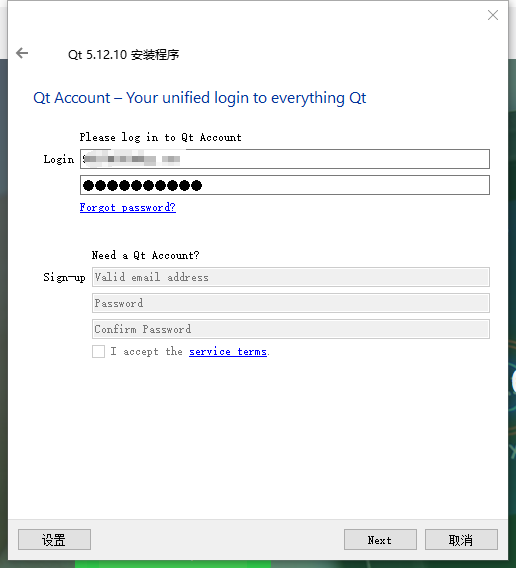 Qt 5.12.10 安装程序
Qt Account – Your unified login to everything Qt
Please log in to Qt Account
Login
Forgot password?
Need a Qt Account?
Sign-up Valid email address
Password
Confirm Password
I accept the service terms.
设置 Next 取消